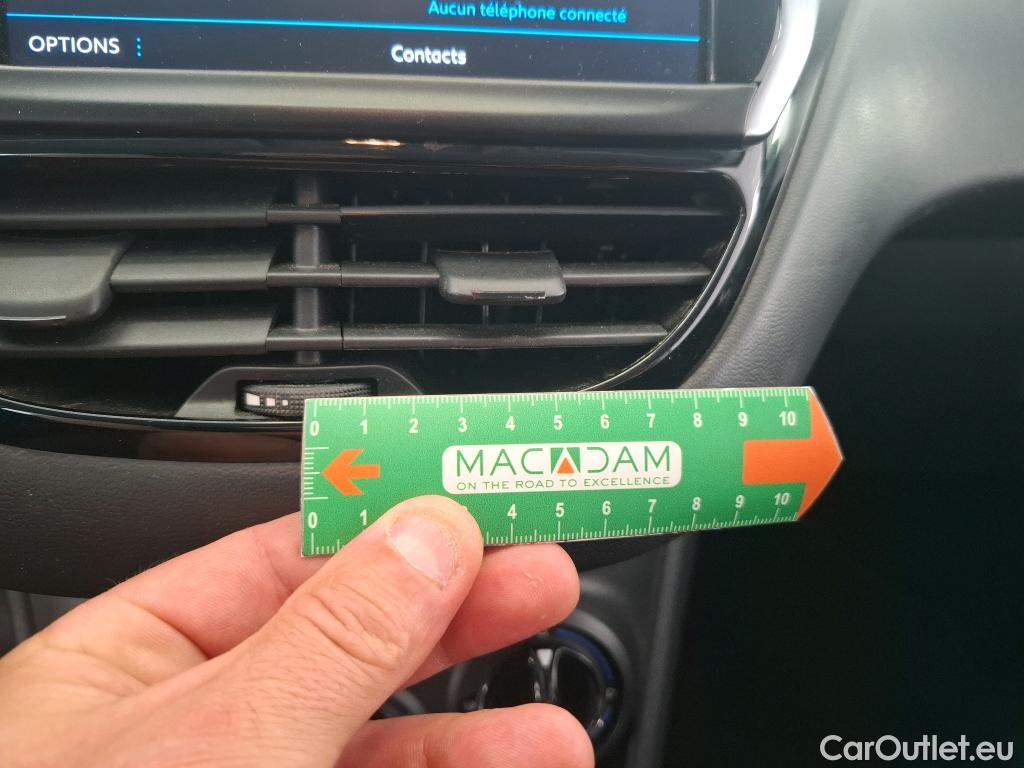 Aucun téléphone connecté
OPTIONS
Contacts
0 1 2 3 4 5 6 7 8 9 10
MACADAM
ON THE ROAD TO EXCELLENCE
0 1 3 4 5 6 7 8 9 10
CarOutlet.eu